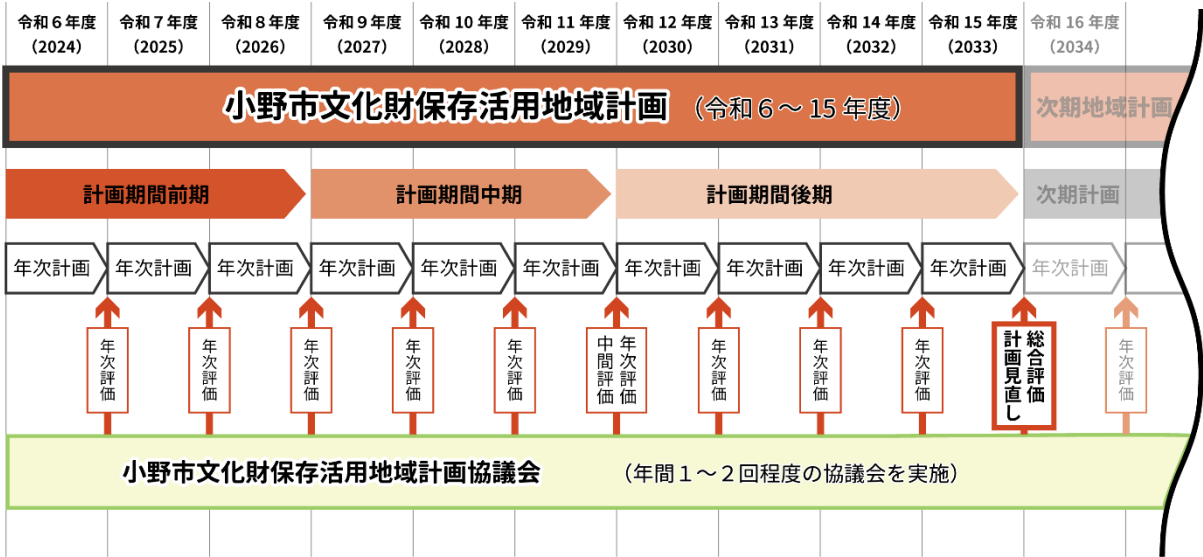 令和６年度 令和７年度 令和８年度 令和９年度 令和 10 年度 令和 11 年度 令和 12 年度 令和 13 年度 令和 14 年度 令和 15 年度 令和 16 年度
（2024） （2025） （2026） （2027） （2028） （2029） （2030） （2031） （2032） （2033） （2034）
小野市文化財保存活用地域計画 （令和６～ 15 年度） 次期地域計画
計画期間前期 計画期間中期 計画期間後期 次期計画
年次計画 年次計画 年次計画 年次計画 年次計画 年次計画 年次計画 年次計画 年次計画 年次計画 年次計画
年次評価
年次評価
年次評価
年次評価
年次評価
年次評価
中間評価
年次評価
年次評価
年次評価
総合評価
計画見直し
年次評価
小野市文化財保存活用地域計画協議会 （年間１～２回程度の協議会を実施）